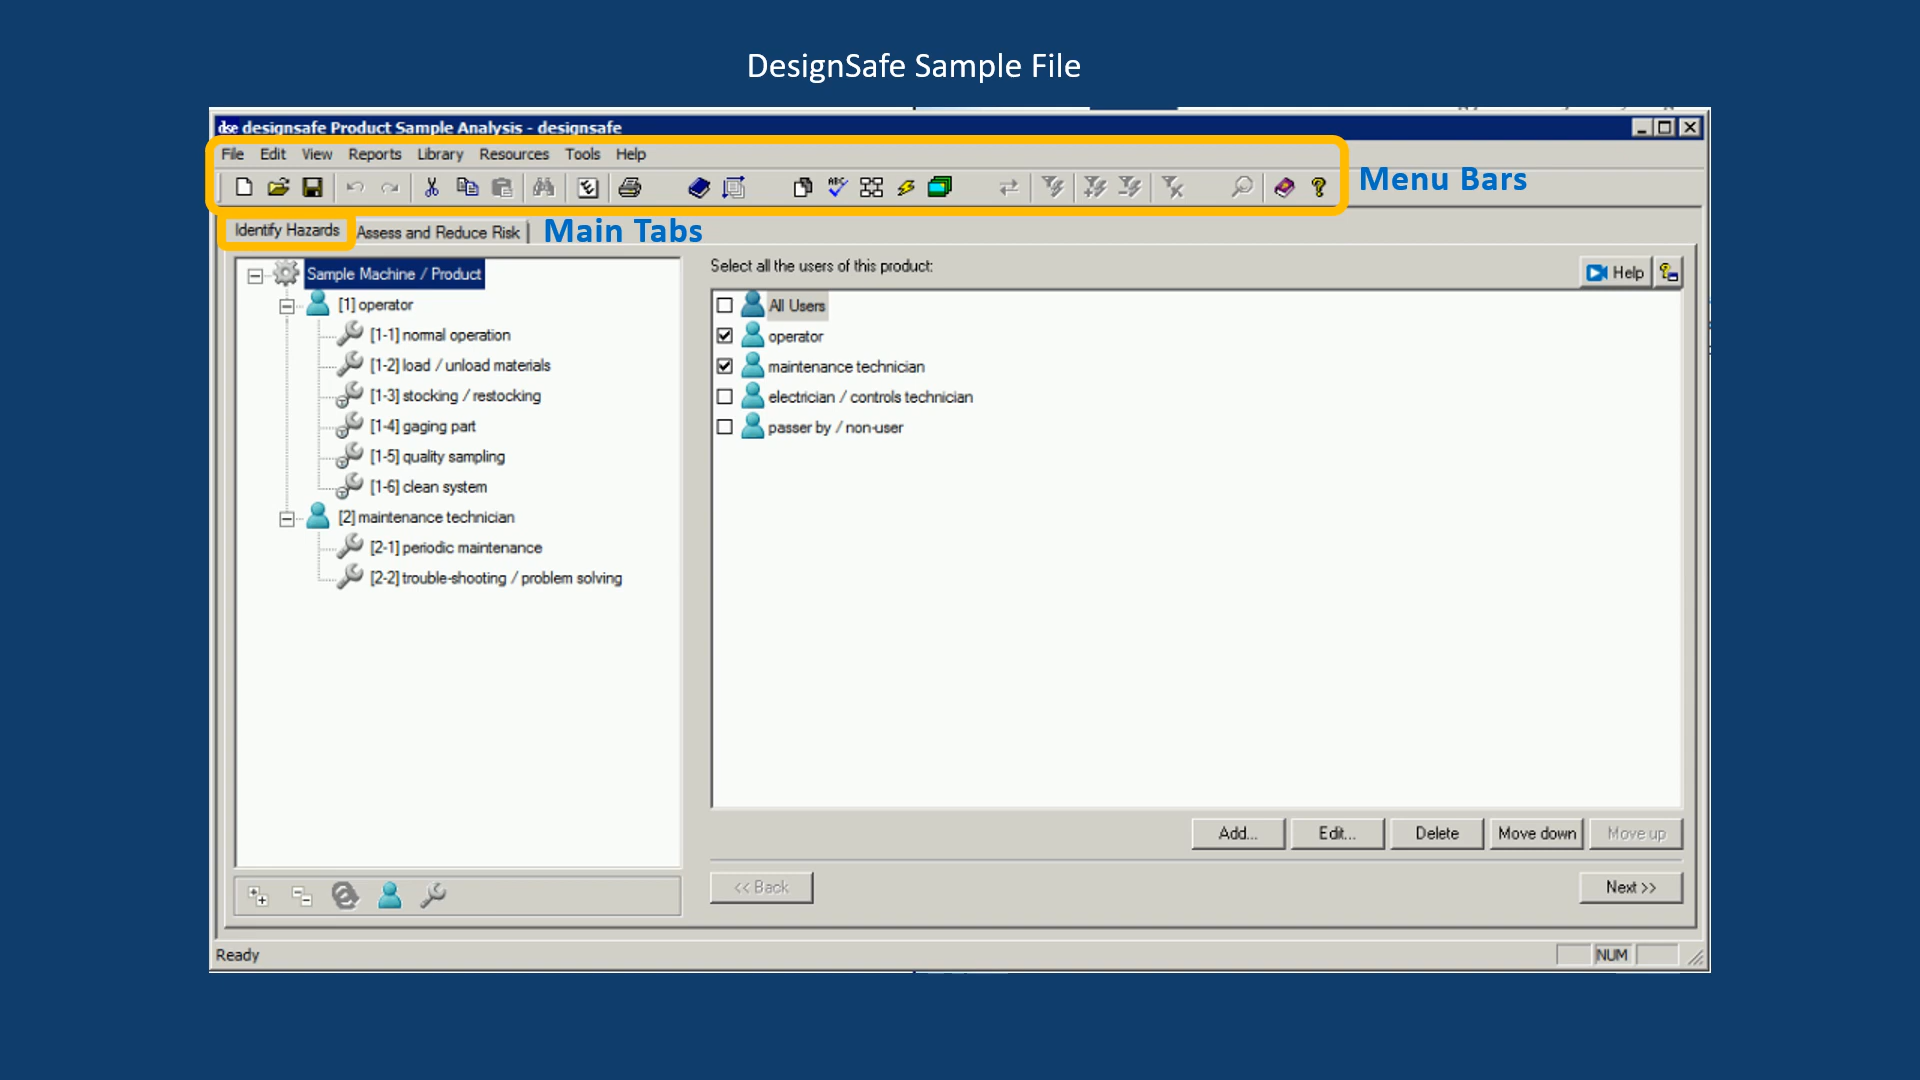 DesignSafe Sample File
dse designsafe Product Sample Analysis - designsafe
File Edit View Reports Library Resources Tools Help
Menu Bars
ABC
Identify Hazards Assess and Reduce Risk Main Tabs
Sample Machine / Product
[1] operator
[1-1] normal operation
[1-2] load / unload materials
[1-3] stocking / restocking
[1-4] gaging part
[1-5] quality sampling
[1-6] clean system
[2] maintenance technician
[2-1] periodic maintenance
[2-2] trouble-shooting / problem solving
Select all the users of this product:
Help
All Users
operator
maintenance technician
electrician / controls technician
passer by / non-user
Add... Edit... Delete Move down Move up
<< Back Next >>
Ready NUM